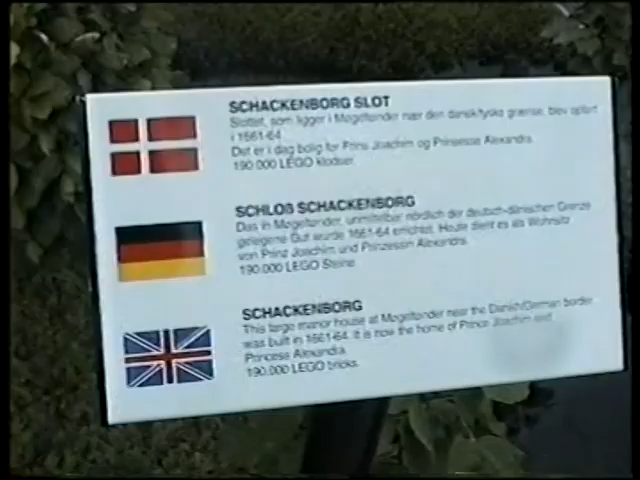 SCHACKENBORG SLOT
Slottet, som ligger i Møgeltønder nær den dansk/tyske grænse, blev opført
i 1661-64.
Det er i dag bolig for Prins Joachim og Prinsesse Alexandra.
190.000 LEGO klodser.
SCHLOß SCHACKENBORG
Das in Møgeltønder, unmittelbar nördlich der deutsch-dänischen Grenze
gelegene Gut wurde 1661-64 errichtet. Heute dient es als Wohnsitz
von Prinz Joachim und Prinzessin Alexandra.
190.000 LEGO Steine.
SCHACKENBORG
This large manor house at Møgeltønder near the Danish/German border
was built in 1661-64. It is now the home of Prince Joachim and
Princess Alexandra.
190.000 LEGO bricks.